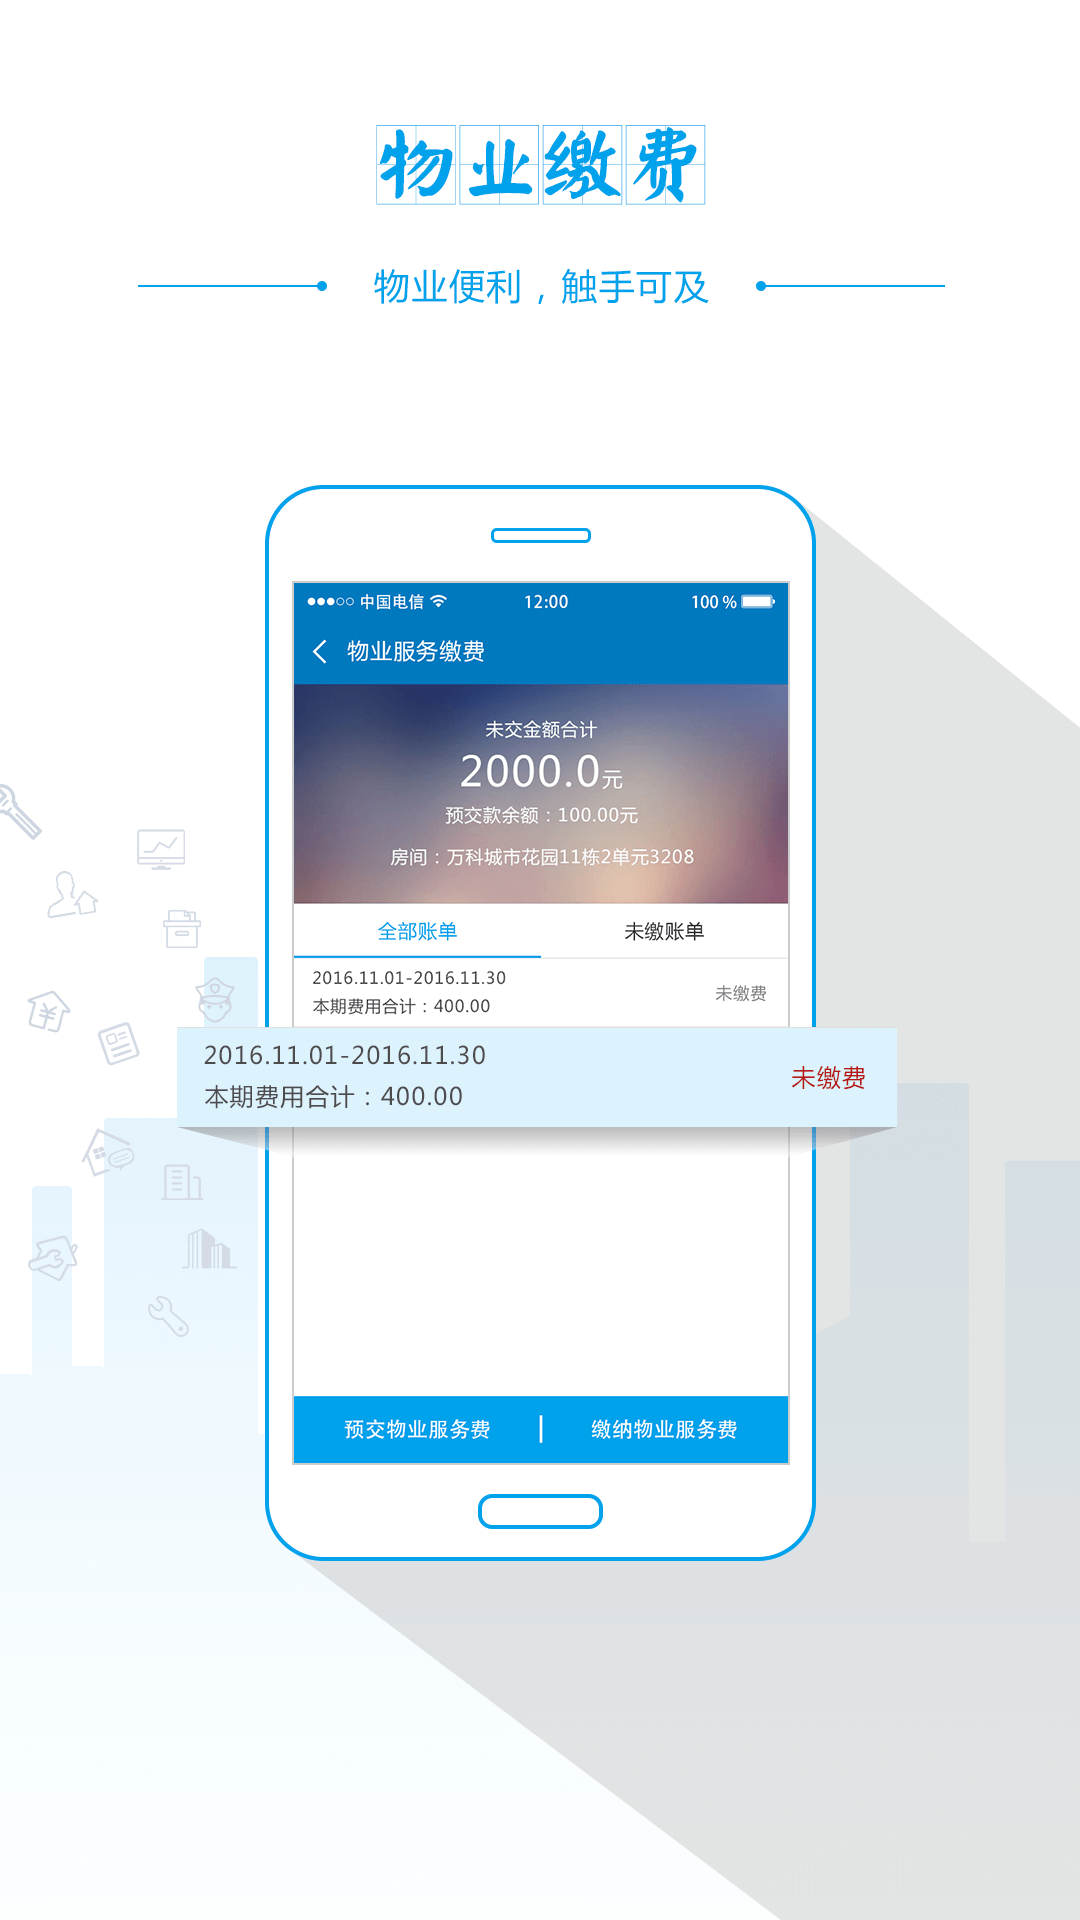 物业缴费
物业便利，触手可及
中国电信 12:00 100%
物业服务缴费
未交金额合计
2000.0元
预交款余额：100.00元
房间：万科城市花园11栋2单元3208
全部账单 未缴账单
2016.11.01-2016.11.30
本期费用合计：400.00 未缴费
2016.11.01-2016.11.30
本期费用合计：400.00 未缴费
预交物业服务费 | 缴纳物业服务费